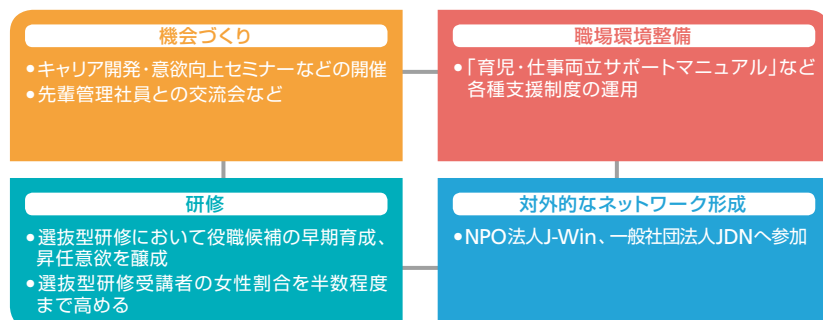 機会づくり
●キャリア開発・意欲向上セミナーなどの開催
●先輩管理社員との交流会など
職場環境整備
●「育児・仕事両立サポートマニュアル」など
各種支援制度の運用
研修
●選抜型研修において役職候補の早期育成、
昇任意欲を醸成
●選抜型研修受講者の女性割合を半数程度
まで高める
対外的なネットワーク形成
●NPO法人J-Win、一般社団法人JDNへ参加